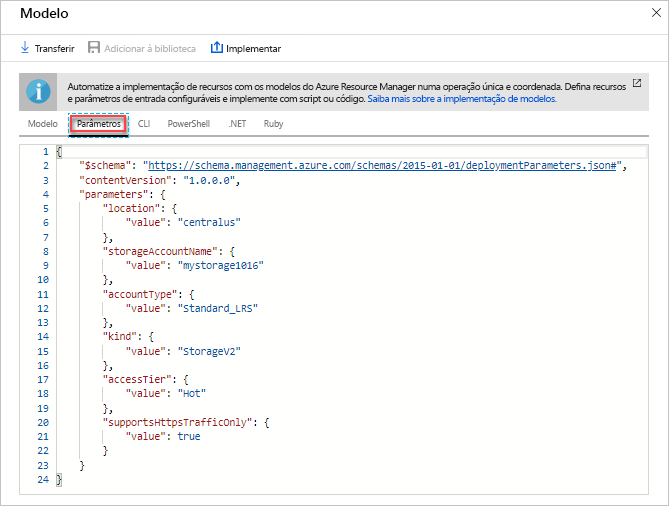 Modelo
Transferir Adicionar à biblioteca Implementar
Automatize a implementação de recursos com os modelos do Azure Resource Manager numa operação única e coordenada. Defina recursos
e parâmetros de entrada configuráveis e implemente com script ou código. Saiba mais sobre a implementação de modelos.
Modelo Parâmetros CLI PowerShell .NET Ruby
1 {
2 "$schema": "https://schema.management.azure.com/schemas/2015-01-01/deploymentParameters.json#",
3 "contentVersion": "1.0.0.0",
4 "parameters": {
5 "location": {
6 "value": "centralus"
7 },
8 "storageAccountName": {
9 "value": "mystorage1016"
10 },
11 "accountType": {
12 "value": "Standard_LRS"
13 },
14 "kind": {
15 "value": "StorageV2"
16 },
17 "accessTier": {
18 "value": "Hot"
19 },
20 "supportsHttpsTrafficOnly": {
21 "value": true
22 }
23 }
24 }